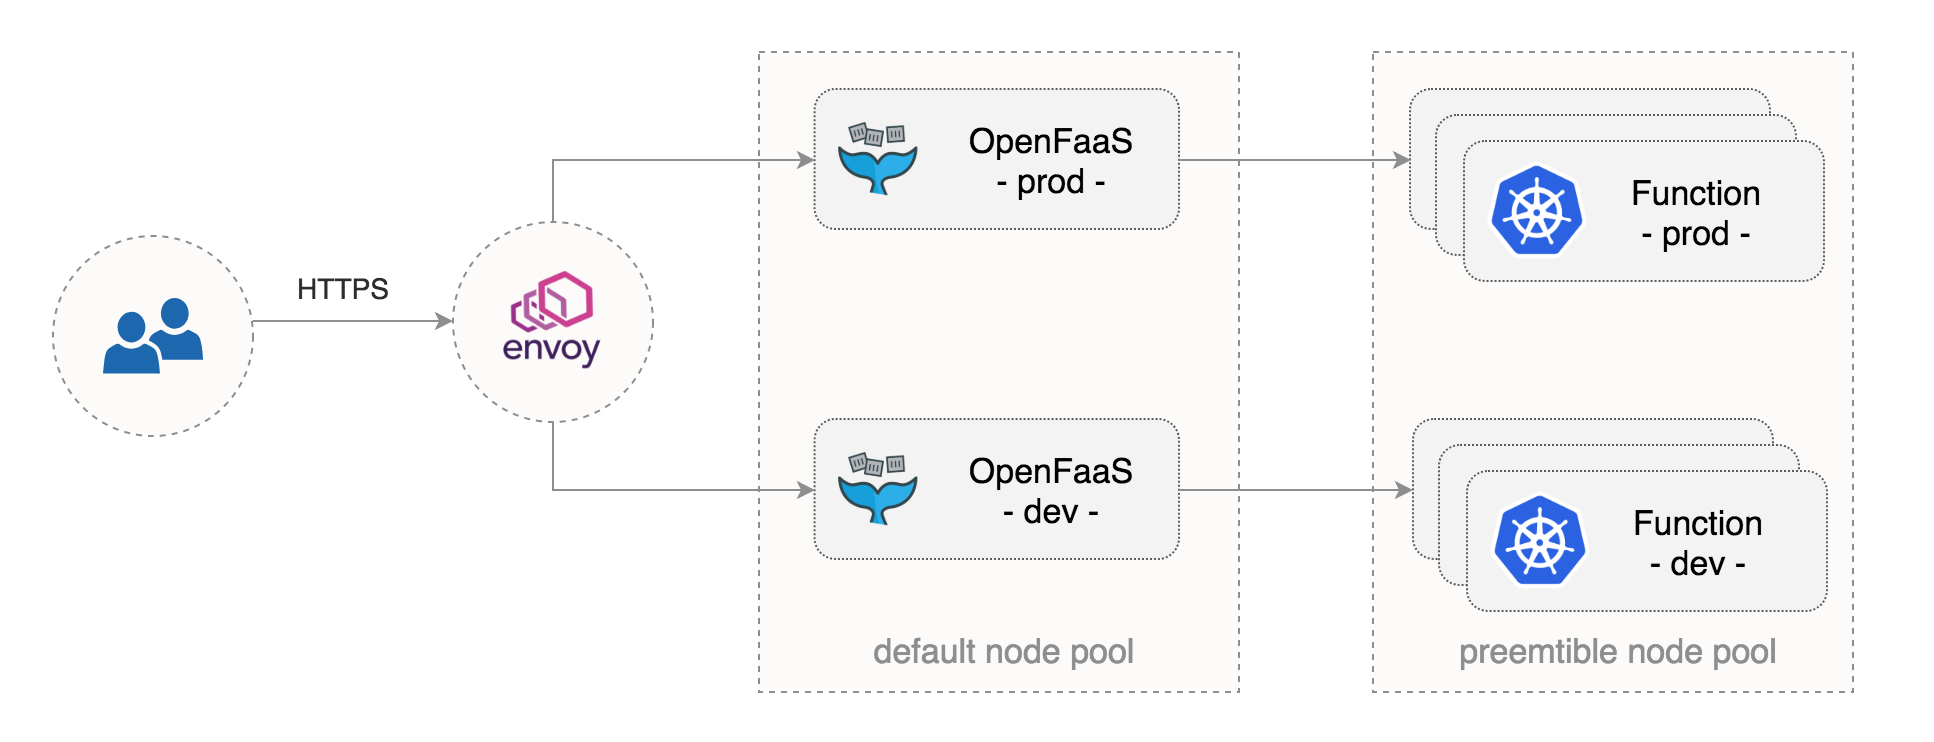 HTTPS
envoy
OpenFaaS
- prod -
Function
- prod -
OpenFaaS
- dev -
Function
- dev -
default node pool
preemtible node pool